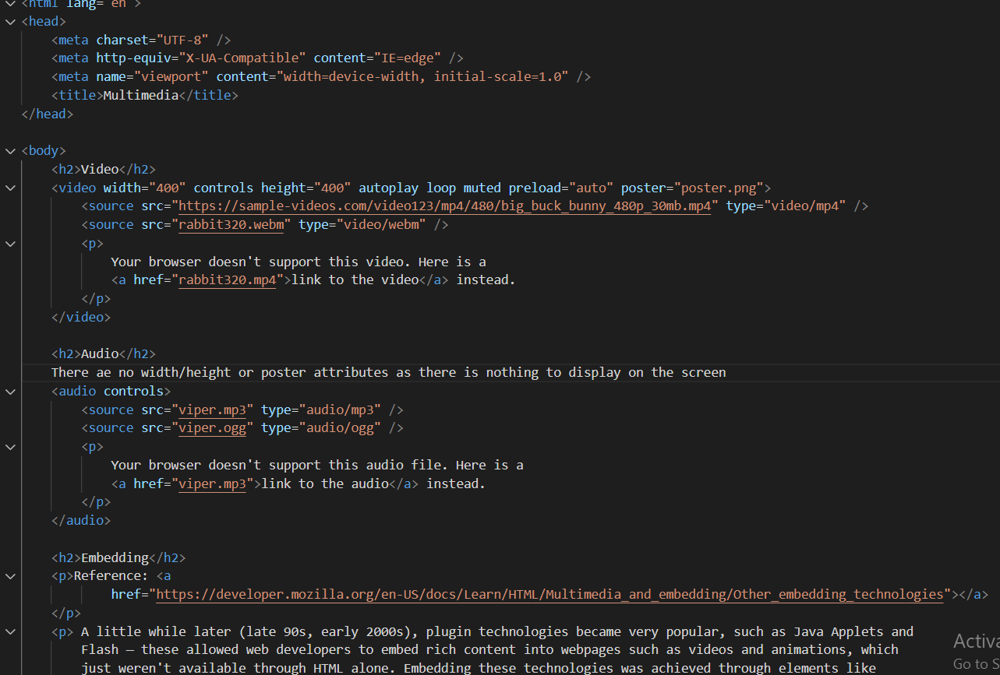 <html lang="en">
<head>
<meta charset="UTF-8" />
<meta http-equiv="X-UA-Compatible" content="IE=edge" />
<meta name="viewport" content="width=device-width, initial-scale=1.0" />
<title>Multimedia</title>
</head>
<body>
<h2>Video</h2>
<video width="400" controls height="400" autoplay loop muted preload="auto" poster="poster.png">
<source src="https://sample-videos.com/video123/mp4/480/big_buck_bunny_480p_30mb.mp4" type="video/mp4" />
<source src="rabbit320.webm" type="video/webm" />
<p>
Your browser doesn't support this video. Here is a
<a href="rabbit320.mp4">link to the video</a> instead.
</p>
</video>
<h2>Audio</h2>
There ae no width/height or poster attributes as there is nothing to display on the screen
<audio controls>
<source src="viper.mp3" type="audio/mp3" />
<source src="viper.ogg" type="audio/ogg" />
<p>
Your browser doesn't support this audio file. Here is a
<a href="viper.mp3">link to the audio</a> instead.
</p>
</audio>
<h2>Embedding</h2>
<p>Reference: <a
href="https://developer.mozilla.org/en-US/docs/Learn/HTML/Multimedia_and_embedding/Other_embedding_technologies"></a>
</p>
<p> A little while later (late 90s, early 2000s), plugin technologies became very popular, such as Java Applets and
Flash — these allowed web developers to embed rich content into webpages such as videos and animations, which
just weren't available through HTML alone. Embedding these technologies was achieved through elements like
Activa
Go to S